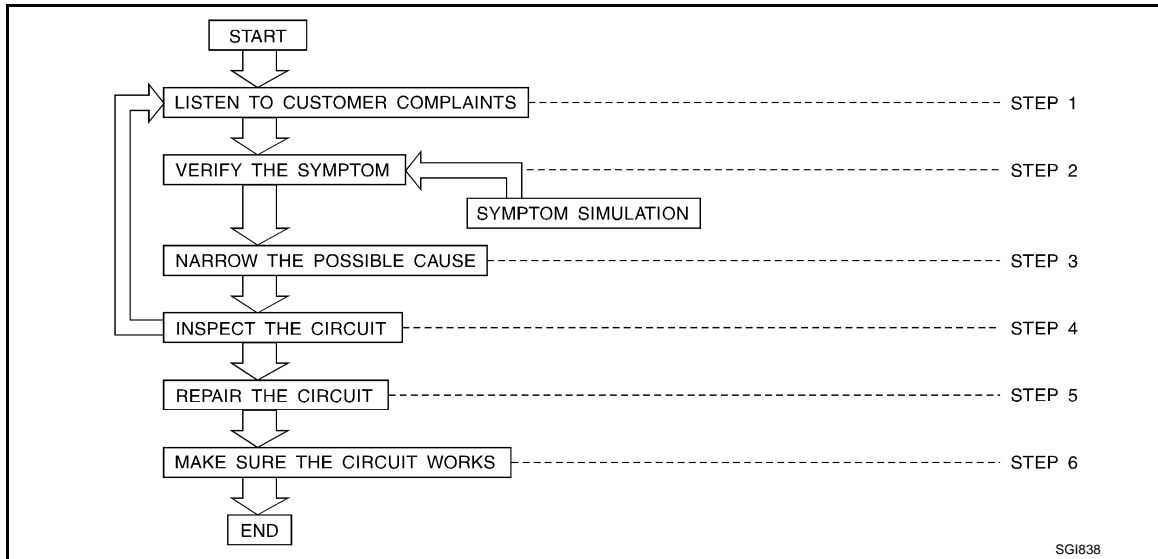 START
LISTEN TO CUSTOMER COMPLAINTS STEP 1
VERIFY THE SYMPTOM STEP 2
SYMPTOM SIMULATION
NARROW THE POSSIBLE CAUSE STEP 3
INSPECT THE CIRCUIT STEP 4
REPAIR THE CIRCUIT STEP 5
MAKE SURE THE CIRCUIT WORKS STEP 6
END
SGI838